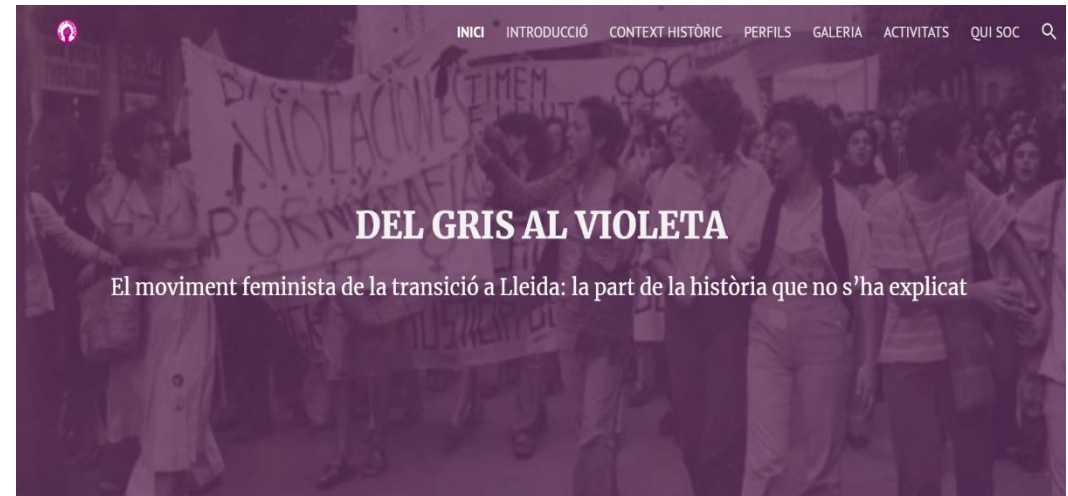 INICI INTRODUCCIÓ CONTEXT HISTÒRIC PERFILS GALERIA ACTIVITATS QUI SOC
TIMEM
VIOLACIONES
PORNOGRAFIA
DEL GRIS AL VIOLETA
El moviment feminista de la transició a Lleida: la part de la història que no s’ha explicat